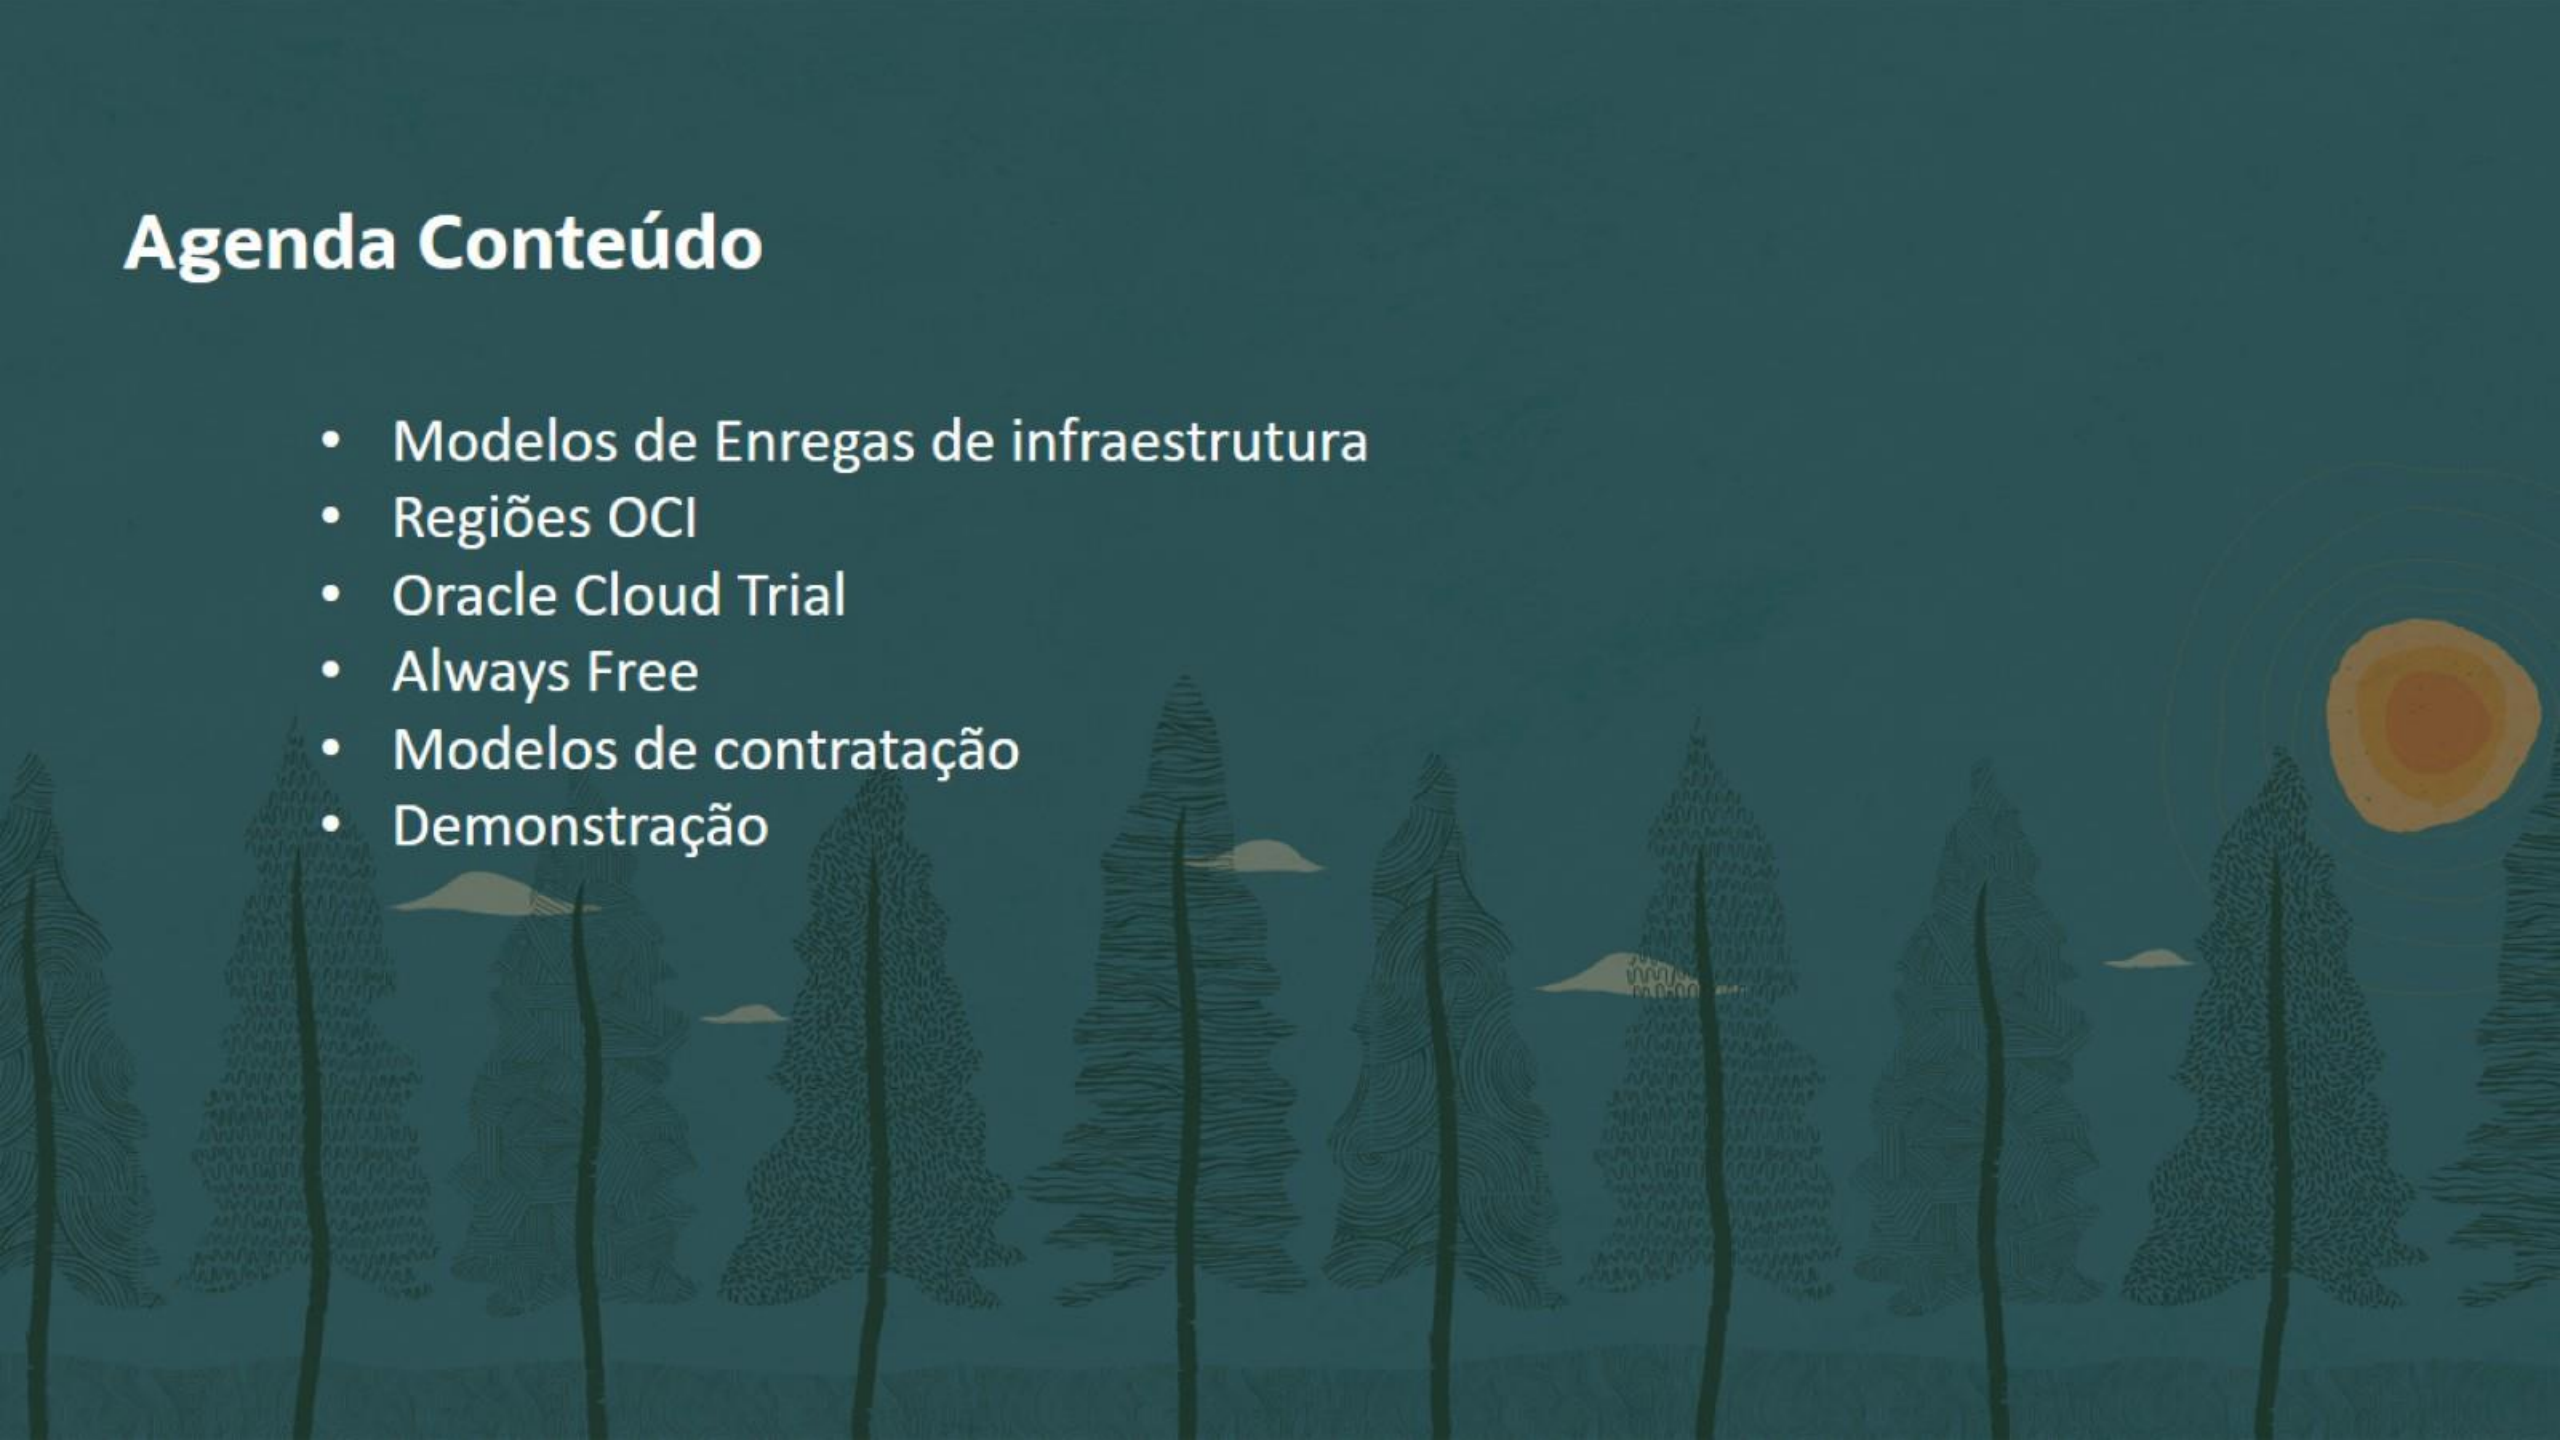 Agenda Conteúdo
• Modelos de Enregas de infraestrutura
• Regiões OCI
• Oracle Cloud Trial
• Always Free
• Modelos de contratação
• Demonstração